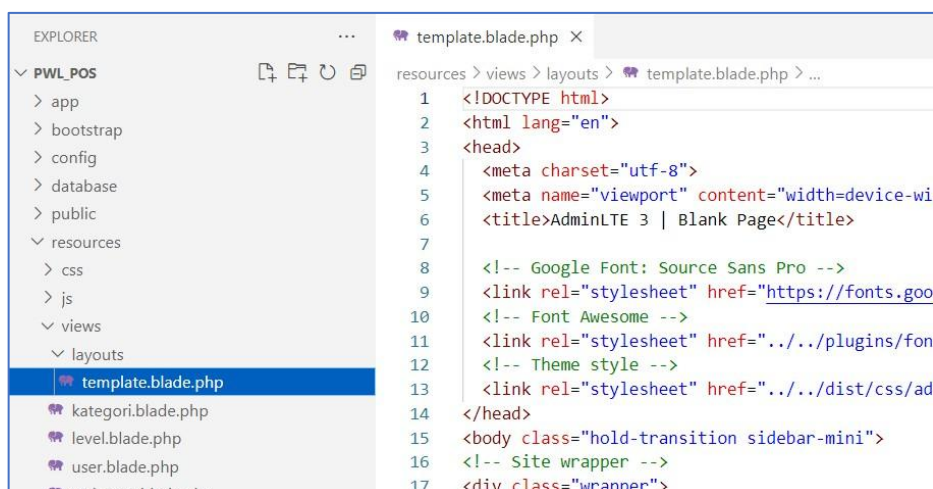 EXPLORER
PWL_POS
app
bootstrap
config
database
public
resources
css
js
views
layouts
template.blade.php
kategori.blade.php
level.blade.php
user.blade.php
template.blade.php ×
resources > views > layouts > template.blade.php > ...
1 <!DOCTYPE html>
2 <html lang="en">
3 <head>
4 <meta charset="utf-8">
5 <meta name="viewport" content="width=device-wi
6 <title>AdminLTE 3 | Blank Page</title>
7
8 <!-- Google Font: Source Sans Pro -->
9 <link rel="stylesheet" href="https://fonts.goo
10 <!-- Font Awesome -->
11 <link rel="stylesheet" href="../../plugins/fon
12 <!-- Theme style -->
13 <link rel="stylesheet" href="../../dist/css/ad
14 </head>
15 <body class="hold-transition sidebar-mini">
16 <!-- Site wrapper -->
17 <div class="wrapper">